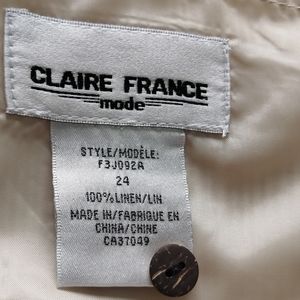 CLAIRE FRANCE
mode
STYLE/MODÈLE:
F3J092A
24
100% LINEN/LIN
MADE IN/FABRIQUE EN
CHINA/CHINE
CA37049